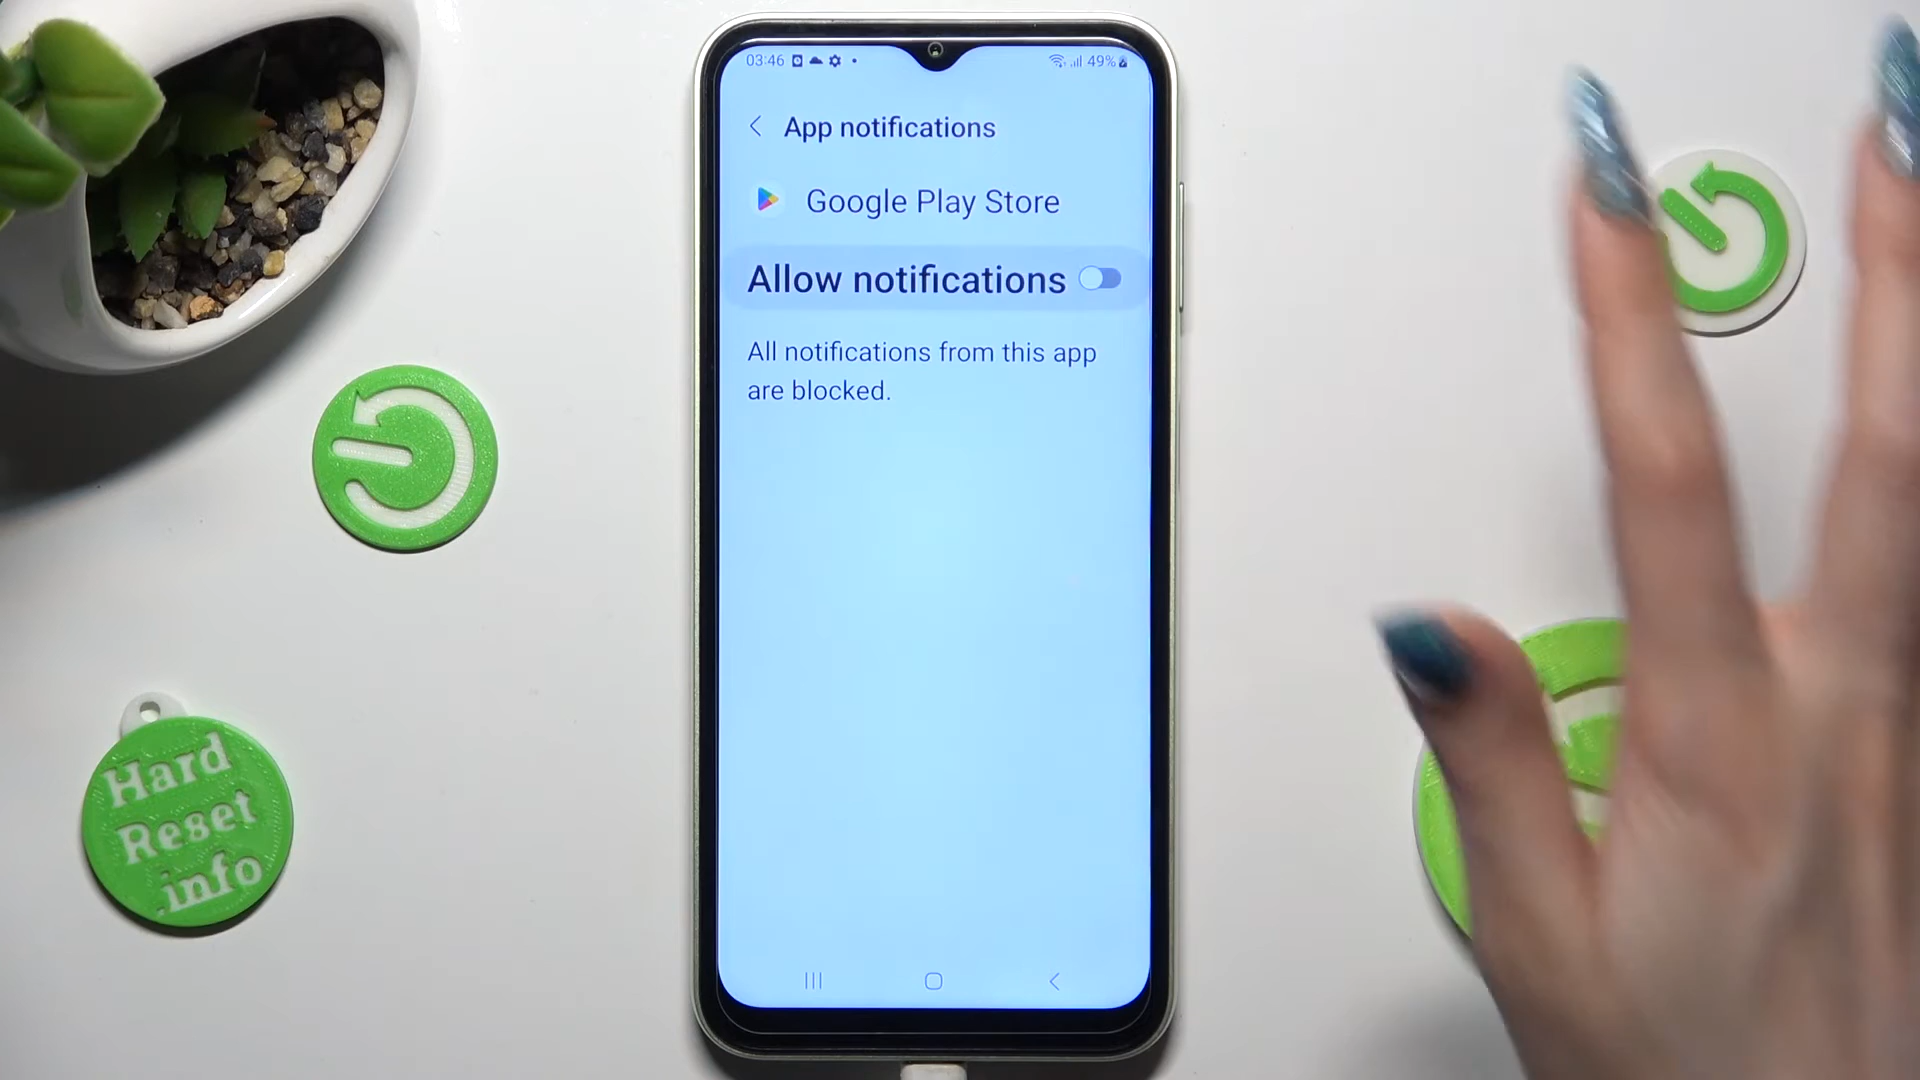 03:46
49%
App notifications
Google Play Store
Allow notifications
All notifications from this app
are blocked.
Hard
Reset
.info